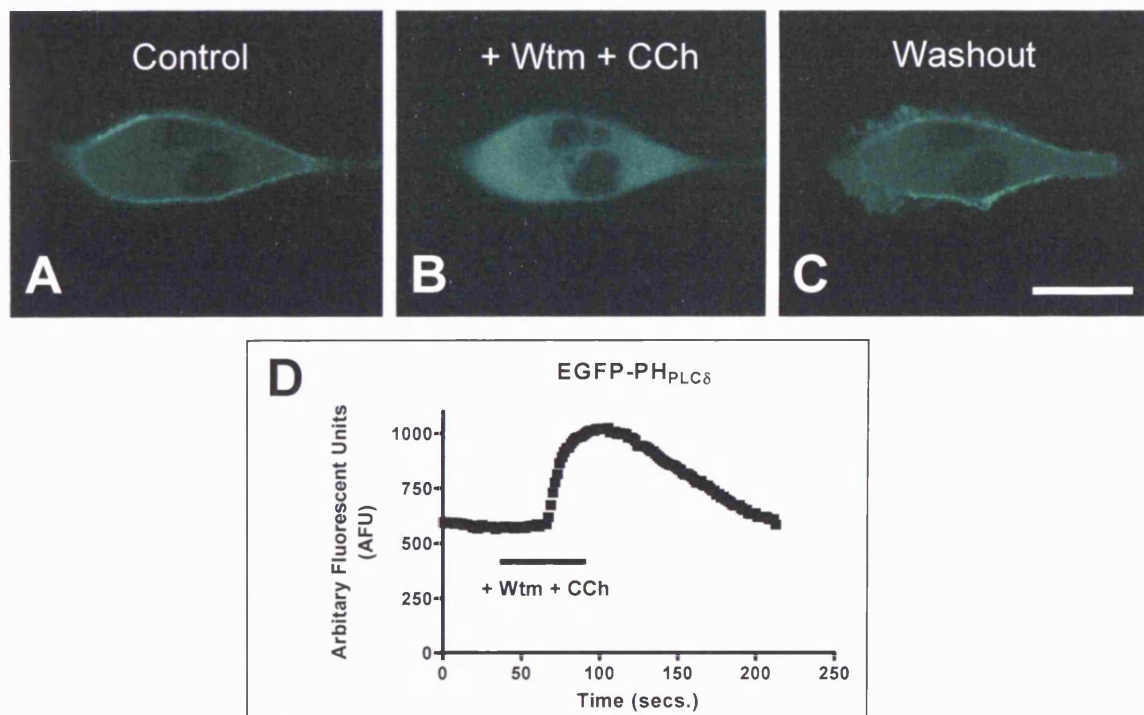 Control
+ Wtm + CCh
Washout
A
B
C
D
EGFP-PHPLCδ
Arbitary Fluorescent Units
(AFU)
1000
750
500
250
0
+ Wtm + CCh
0 50 100 150 200 250
Time (secs.)